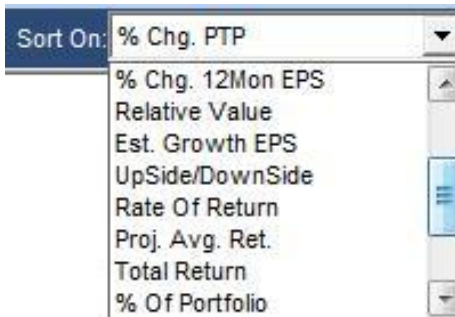 Sort On: % Chg. PTP
% Chg. 12Mon EPS
Relative Value
Est. Growth EPS
UpSide/DownSide
Rate Of Return
Proj. Avg. Ret.
Total Return
% Of Portfolio